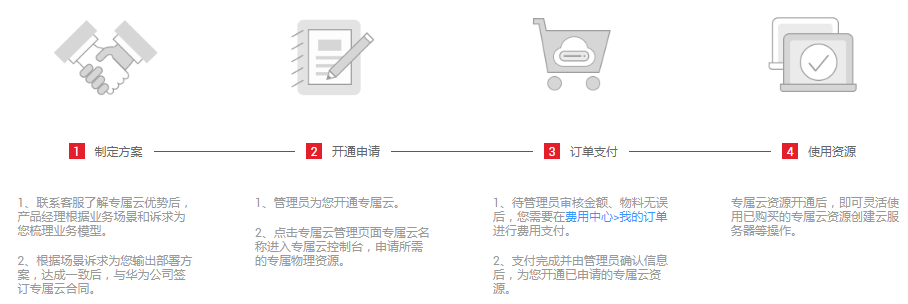 1 制定方案
2 开通申请
3 订单支付
4 使用资源
1、联系客服了解专属云优势后，
产品经理根据业务场景和诉求为
您梳理业务模型。
2、根据场景诉求为您输出部署方
案，达成一致后，与华为公司签
订专属云合同。
1、管理员为您开通专属云。
2、点击专属云管理页面专属云名
称进入专属云控制台，申请所需
的专属物理资源。
1、待管理员审核金额、物料无误
后，您需要在费用中心>我的订单
进行费用支付。
2、支付完成并由管理员确认信息
后，为您开通已申请的专属云资
源。
专属云资源开通后，即可灵活使
用已购买的专属云资源创建云服
务器等操作。